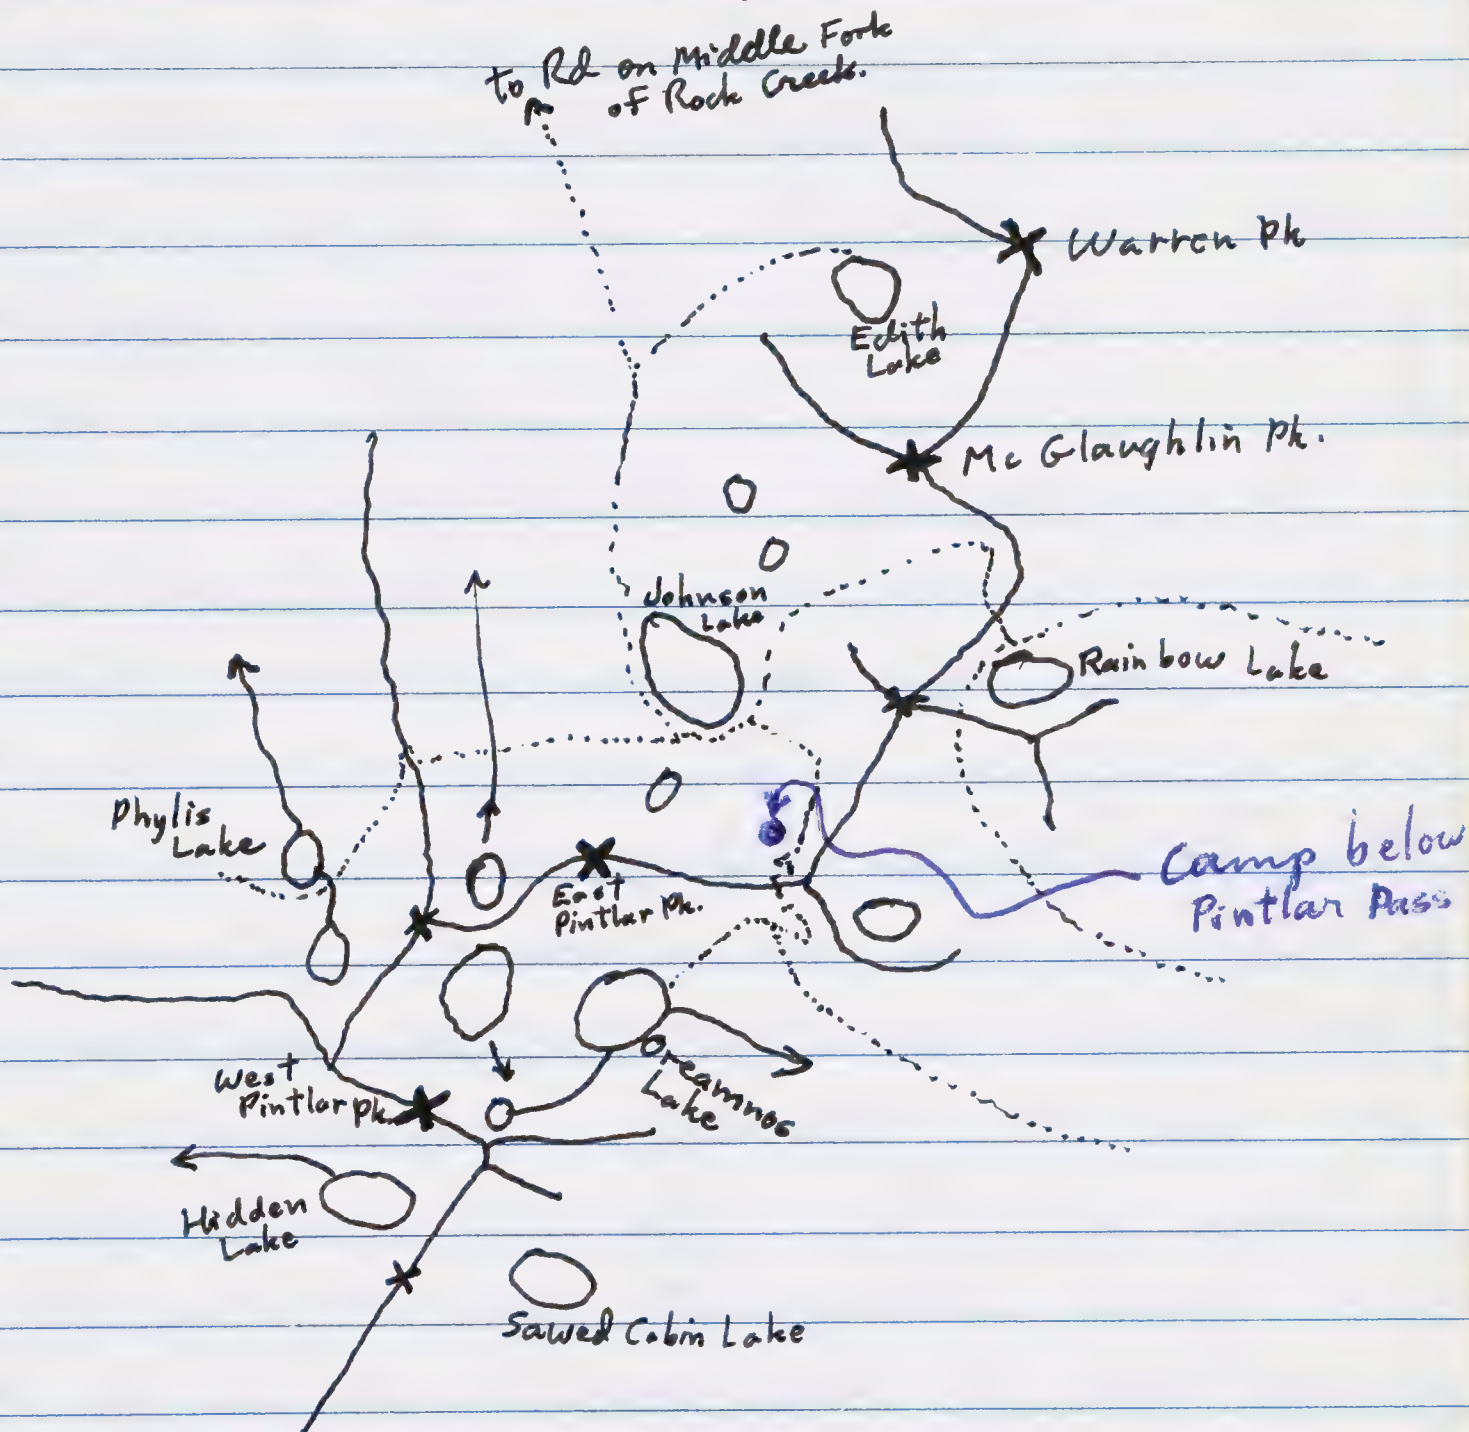 to Rd on Middle Fork
of Rock Creek.
Warren Pk
Edith
Lake
Mc Glaughlin Pk.
Johnson
Lake
Rainbow Lake
Phylis
Lake
Camp below
Pintlar Pass
East
Pintlar Pk.
West
Pintlar Pk.
Oreamnos
Lake
Hidden
Lake
Sawed Cabin Lake